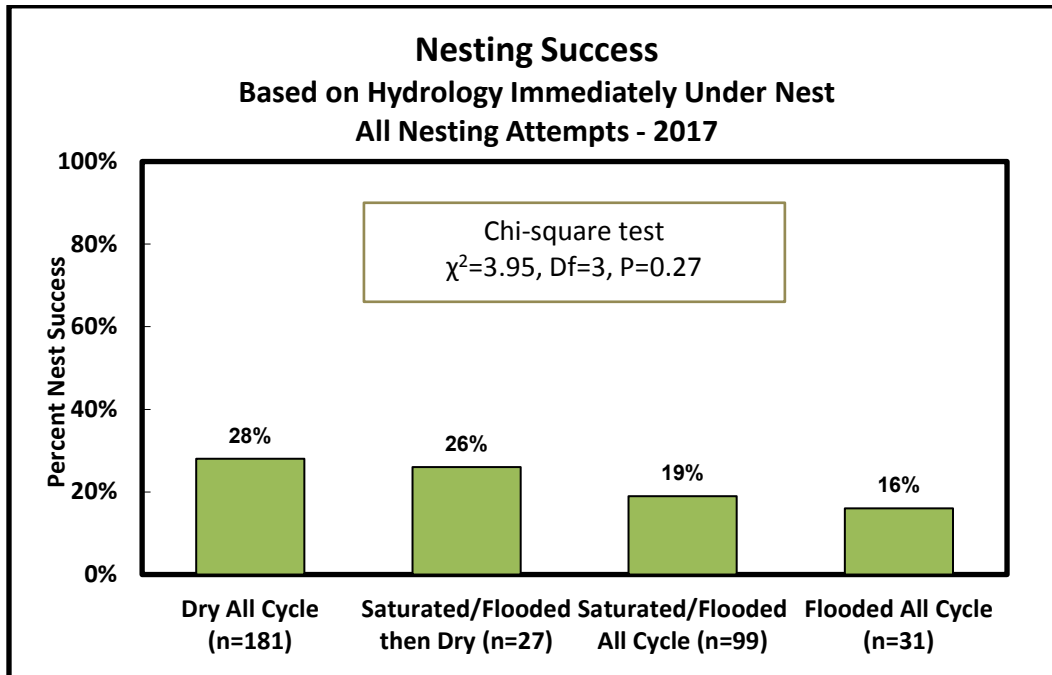 Nesting Success
Based on Hydrology Immediately Under Nest
All Nesting Attempts - 2017
100%
80%
60%
40%
20%
0%
Percent Nest Success
Chi-square test
χ²=3.95, Df=3, P=0.27
28%
26%
19%
16%
Dry All Cycle
(n=181)
Saturated/Flooded
then Dry (n=27)
Saturated/Flooded
All Cycle (n=99)
Flooded All Cycle
(n=31)